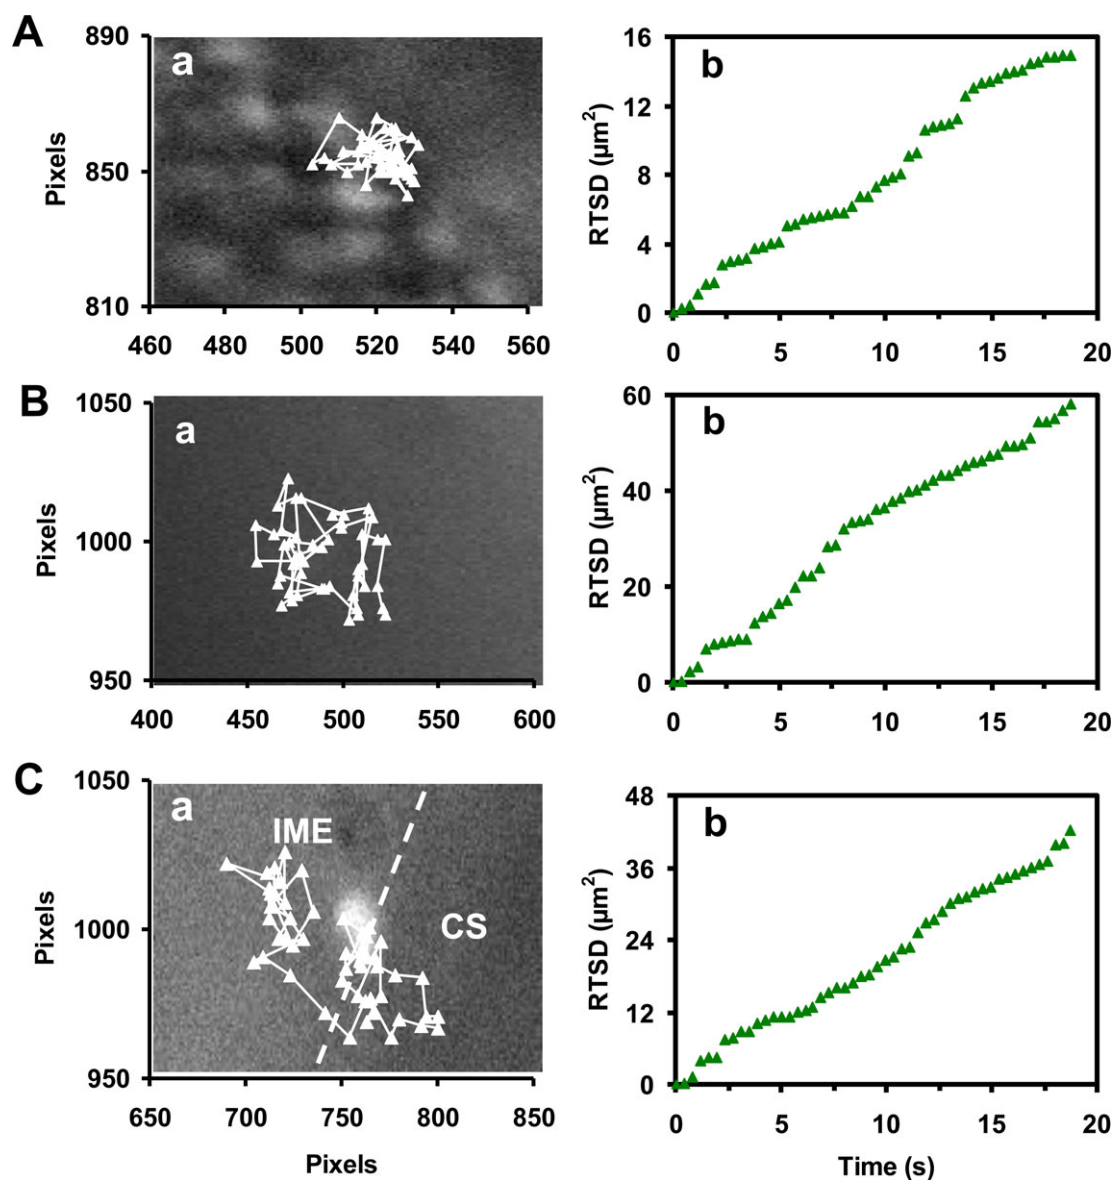 A
890
850
810
Pixels
a
460 480 500 520 540 560
16
12
8
4
0
RTSD (µm²)
b
0 5 10 15 20
B
1050
1000
950
Pixels
a
400 450 500 550 600
60
40
20
0
RTSD (µm²)
b
0 5 10 15 20
C
1050
1000
950
Pixels
a
IME
CS
650 700 750 800 850
Pixels
48
36
24
12
0
RTSD (µm²)
b
0 5 10 15 20
Time (s)